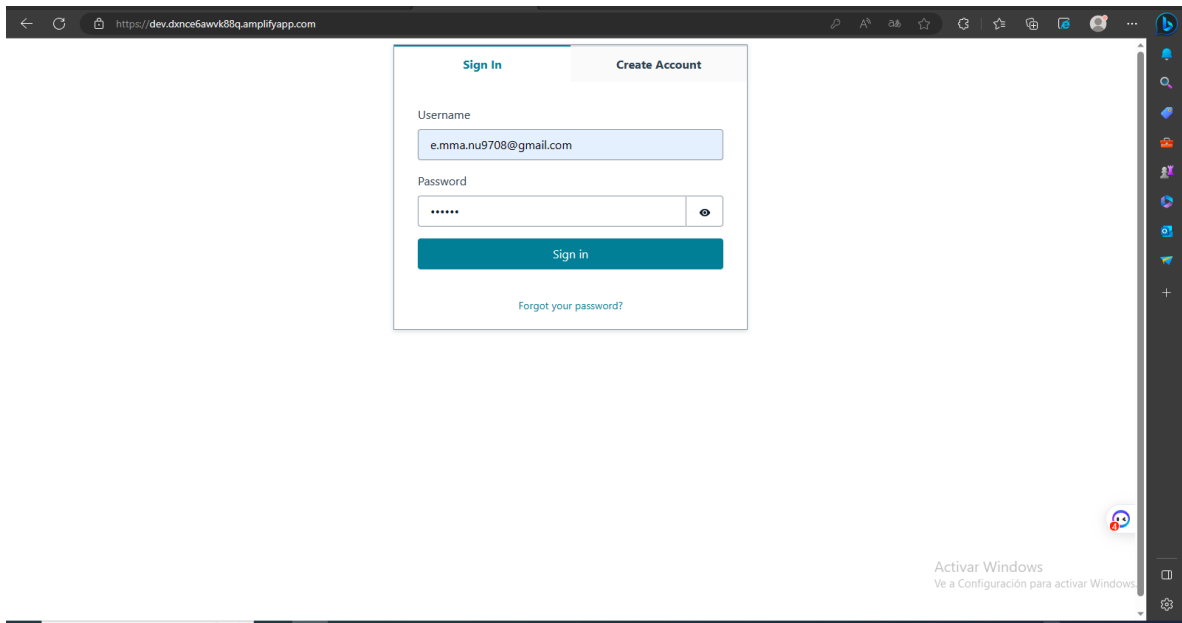 https://dev.dxnce6awvk88q.amplifyapp.com
Sign In
Create Account
Username
e.mma.nu9708@gmail.com
Password
••••••
Sign in
Forgot your password?
4
Activar Windows
Ve a Configuración para activar Windows.